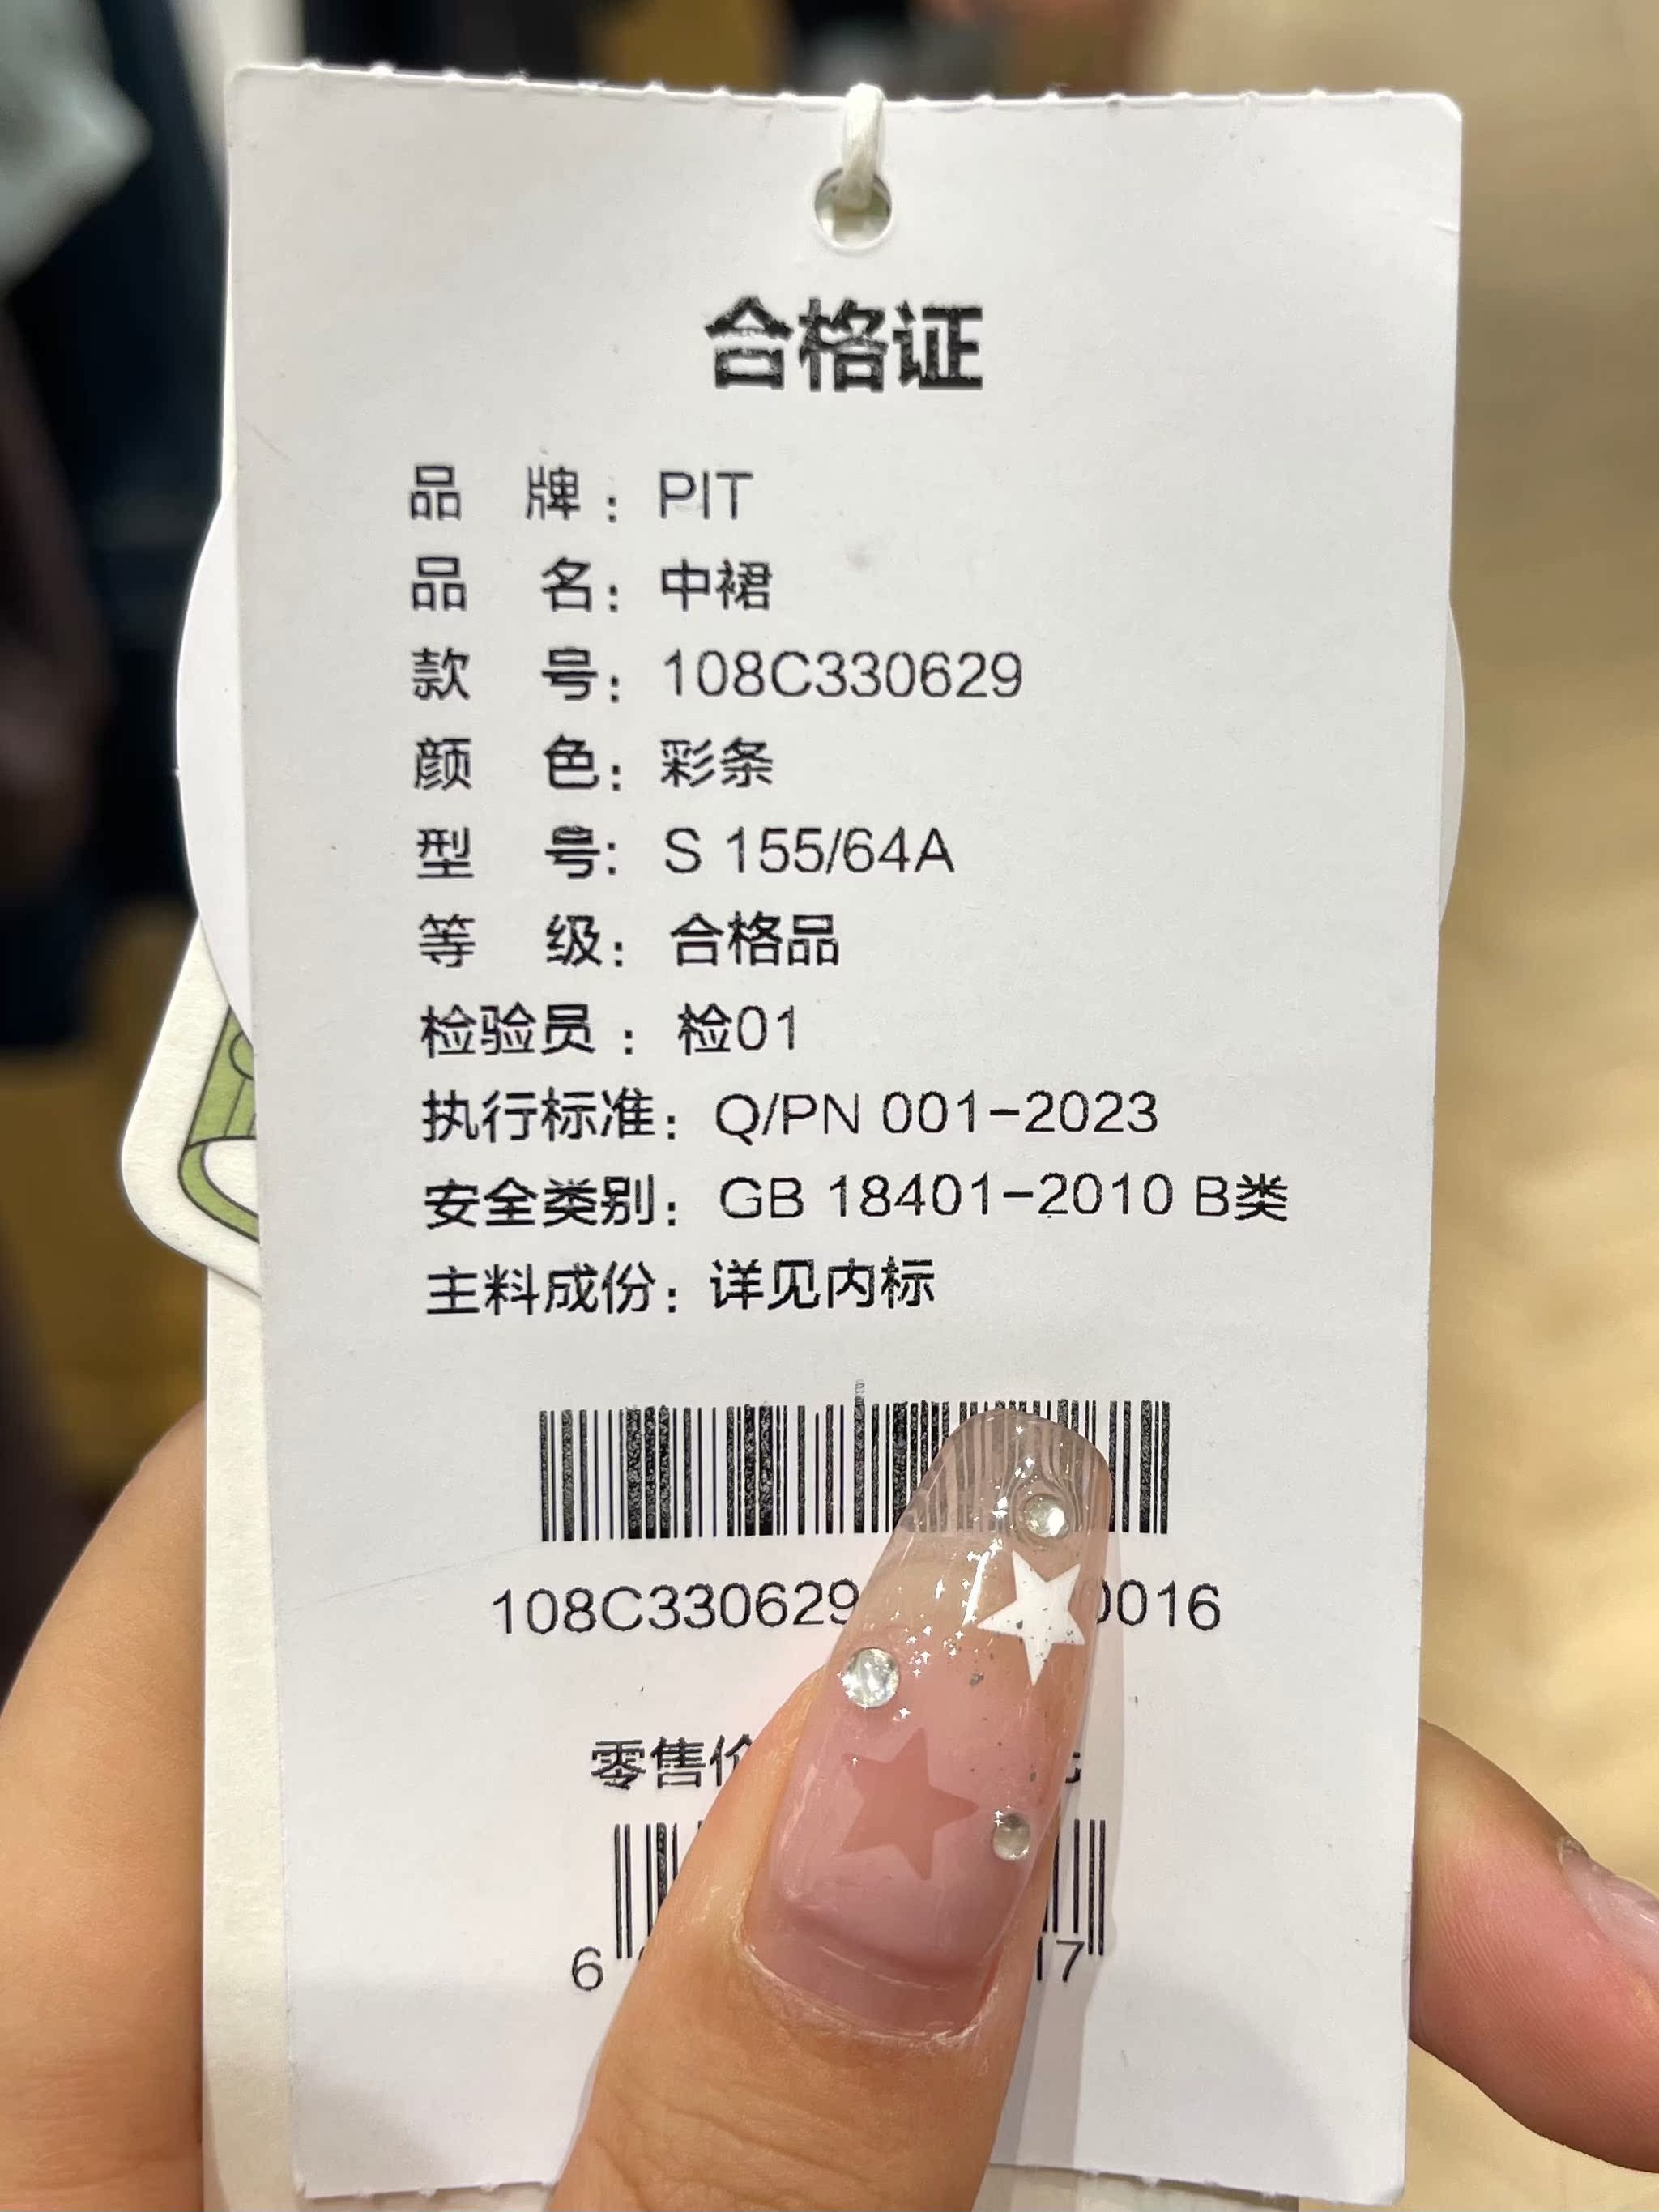 合格证
品 牌：PIT
品 名：中裙
款 号：108C330629
颜 色：彩条
型 号：S 155/64A
等 级：合格品
检验员：检01
执行标准：Q/PN 001-2023
安全类别：GB 18401-2010 B类
主料成份：详见内标
108C330629 0016
零售价
6 17